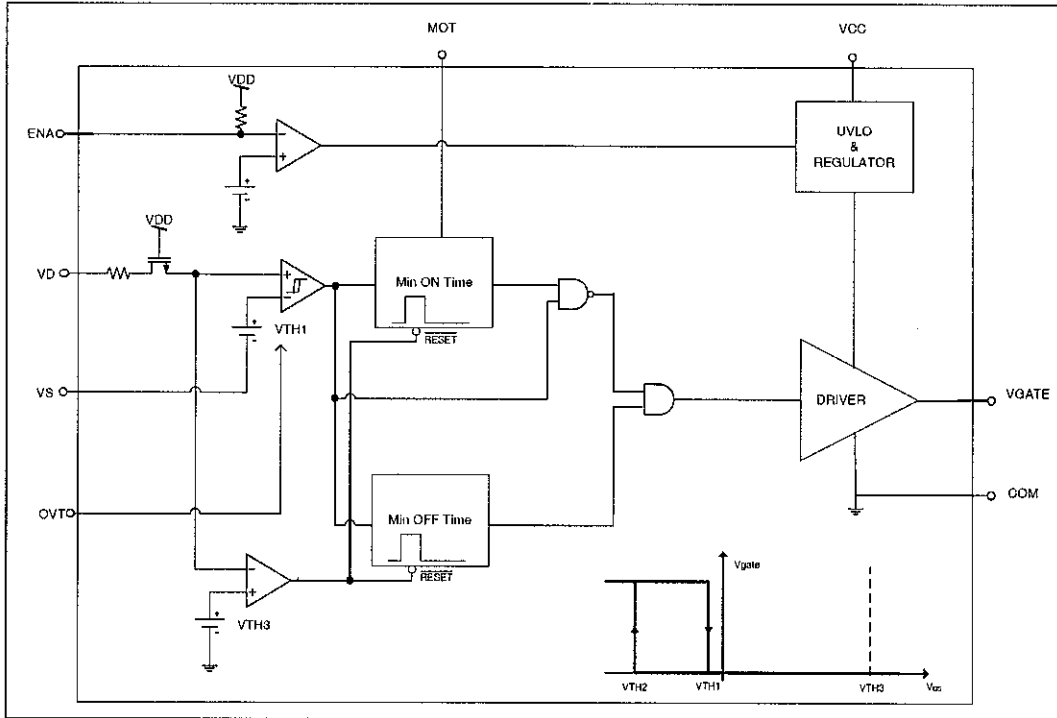 MOT
VCC
VDD
ENA
UVLO
&
REGULATOR
VDD
VD
Min ON Time
VTH1
RESET
VS
DRIVER
VGATE
COM
OVT
Min OFF Time
RESET
Vgate
VTH3
VTH2
VTH1
VTH3